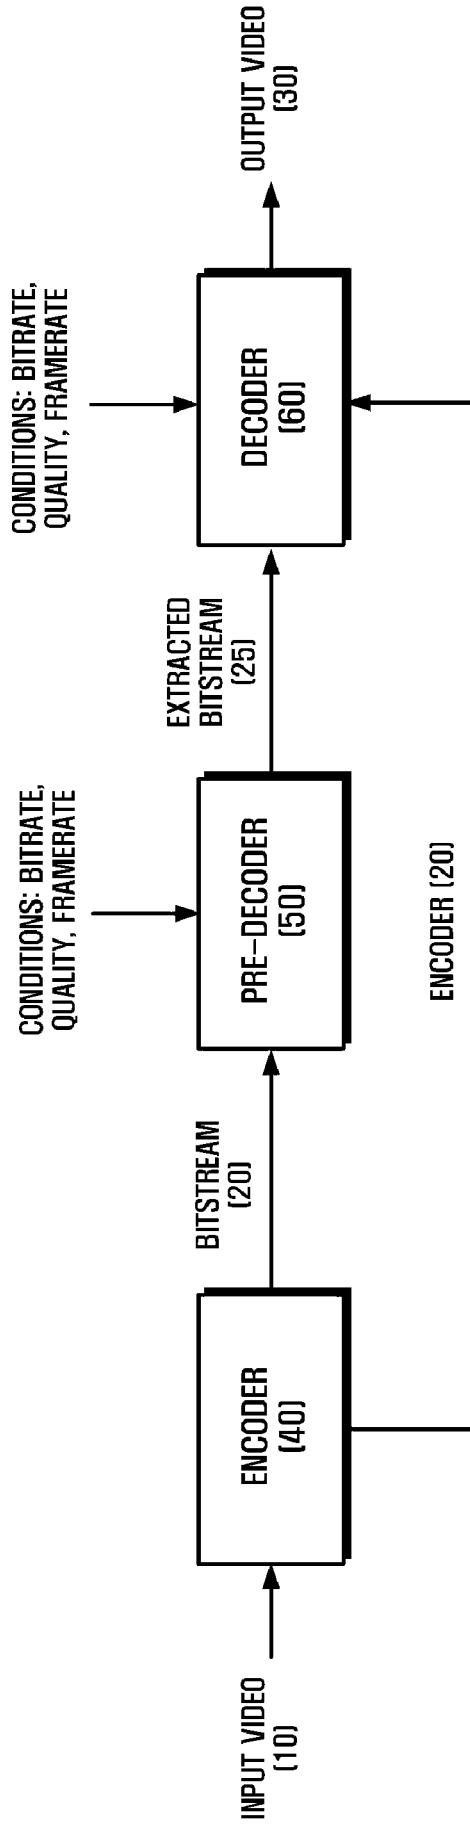 INPUT VIDEO
(10)
ENCODER
(40)
BITSTREAM
(20)
CONDITIONS: BITRATE,
QUALITY, FRAMERATE
PRE-DECODER
(50)
EXTRACTED
BITSTREAM
(25)
CONDITIONS: BITRATE,
QUALITY, FRAMERATE
DECODER
(60)
OUTPUT VIDEO
(30)
ENCODER (20)